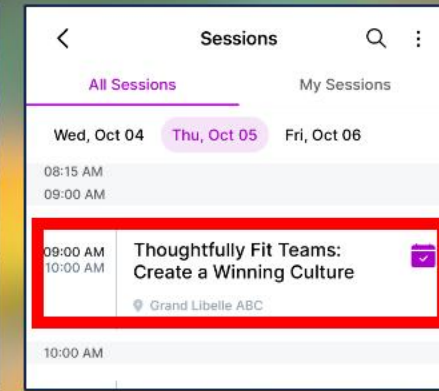 Sessions
All Sessions
My Sessions
Wed, Oct 04
Thu, Oct 05
Fri, Oct 06
08:15 AM
09:00 AM
09:00 AM
10:00 AM
Thoughtfully Fit Teams:
Create a Winning Culture
Grand Libelle ABC
10:00 AM